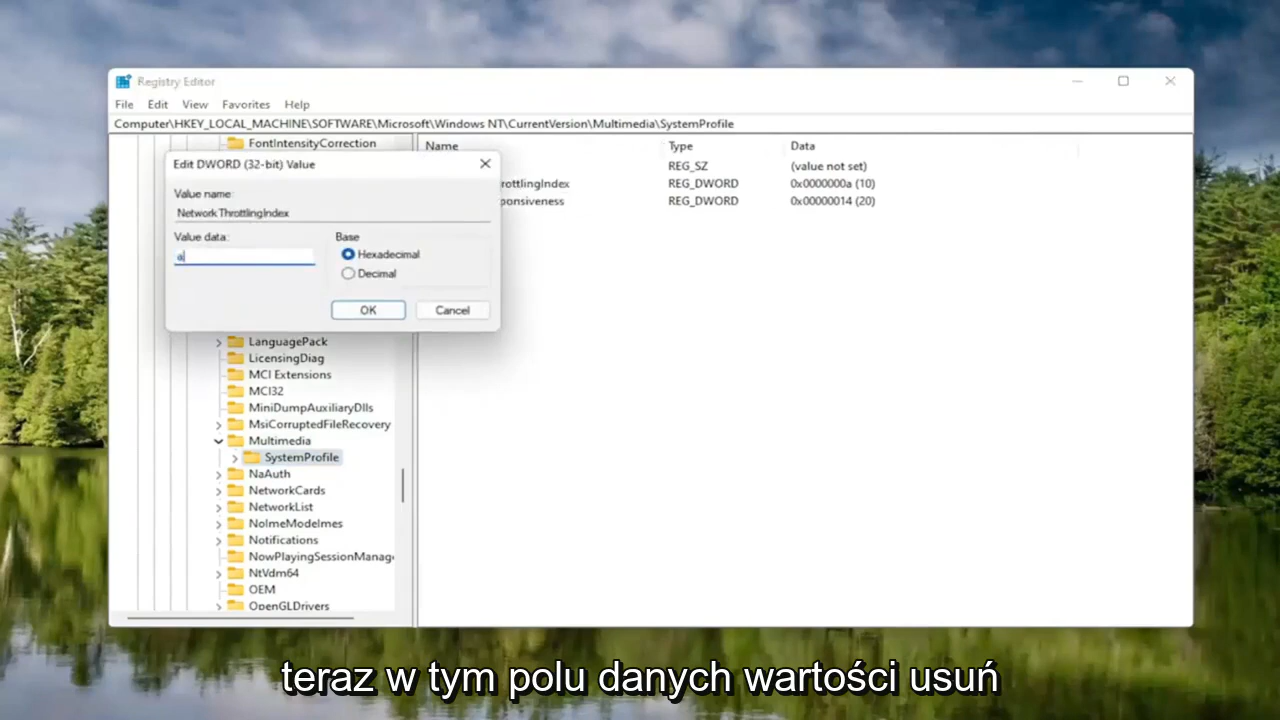 Registry Editor
File Edit View Favorites Help
Computer\HKEY_LOCAL_MACHINE\SOFTWARE\Microsoft\Windows NT\CurrentVersion\Multimedia\SystemProfile
FontIntensityCorrection
Name Type Data
REG_SZ (value not set)
rottlingIndex REG_DWORD 0x0000000a (10)
onsiveness REG_DWORD 0x00000014 (20)
Edit DWORD (32-bit) Value
Value name:
NetworkThrottlingIndex
Value data:
a
Base
Hexadecimal
Decimal
OK Cancel
LanguagePack
LicensingDiag
MCI Extensions
MCI32
MiniDumpAuxiliaryDlls
MsiCorruptedFileRecovery
Multimedia
SystemProfile
NaAuth
NetworkCards
NetworkList
NoImeModeImes
Notifications
NowPlayingSessionManage
NtVdm64
OEM
OpenGLDrivers
teraz w tym polu danych wartości usuń